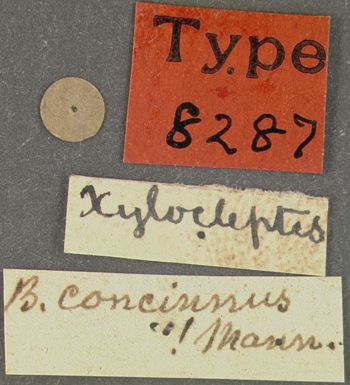 Type
8287
Xylocleptes
B. concinnus
"! Mann.